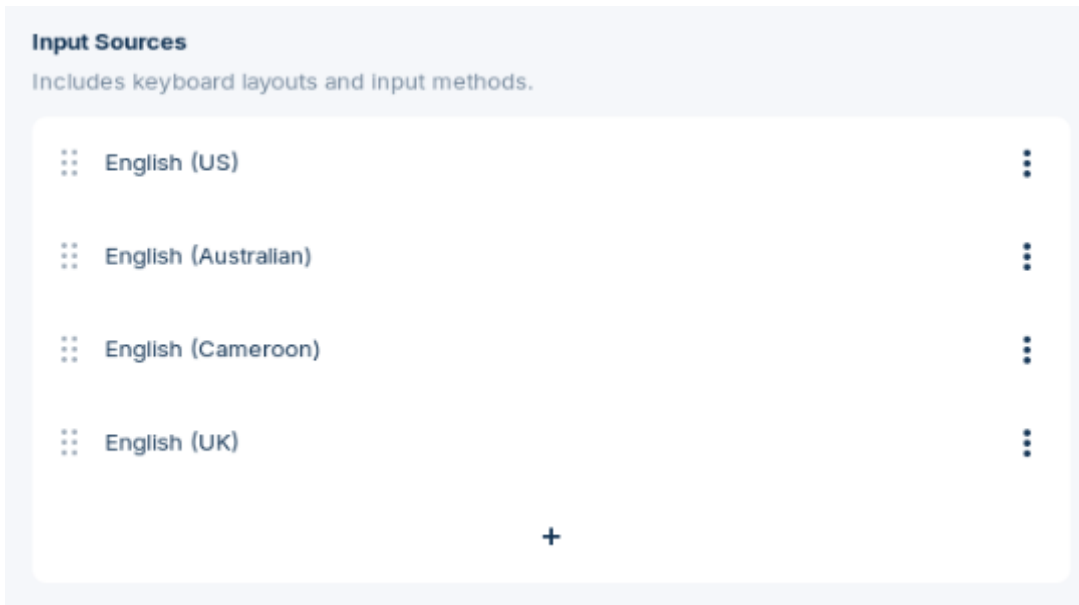 Input Sources
Includes keyboard layouts and input methods.
English (US)
English (Australian)
English (Cameroon)
English (UK)
+